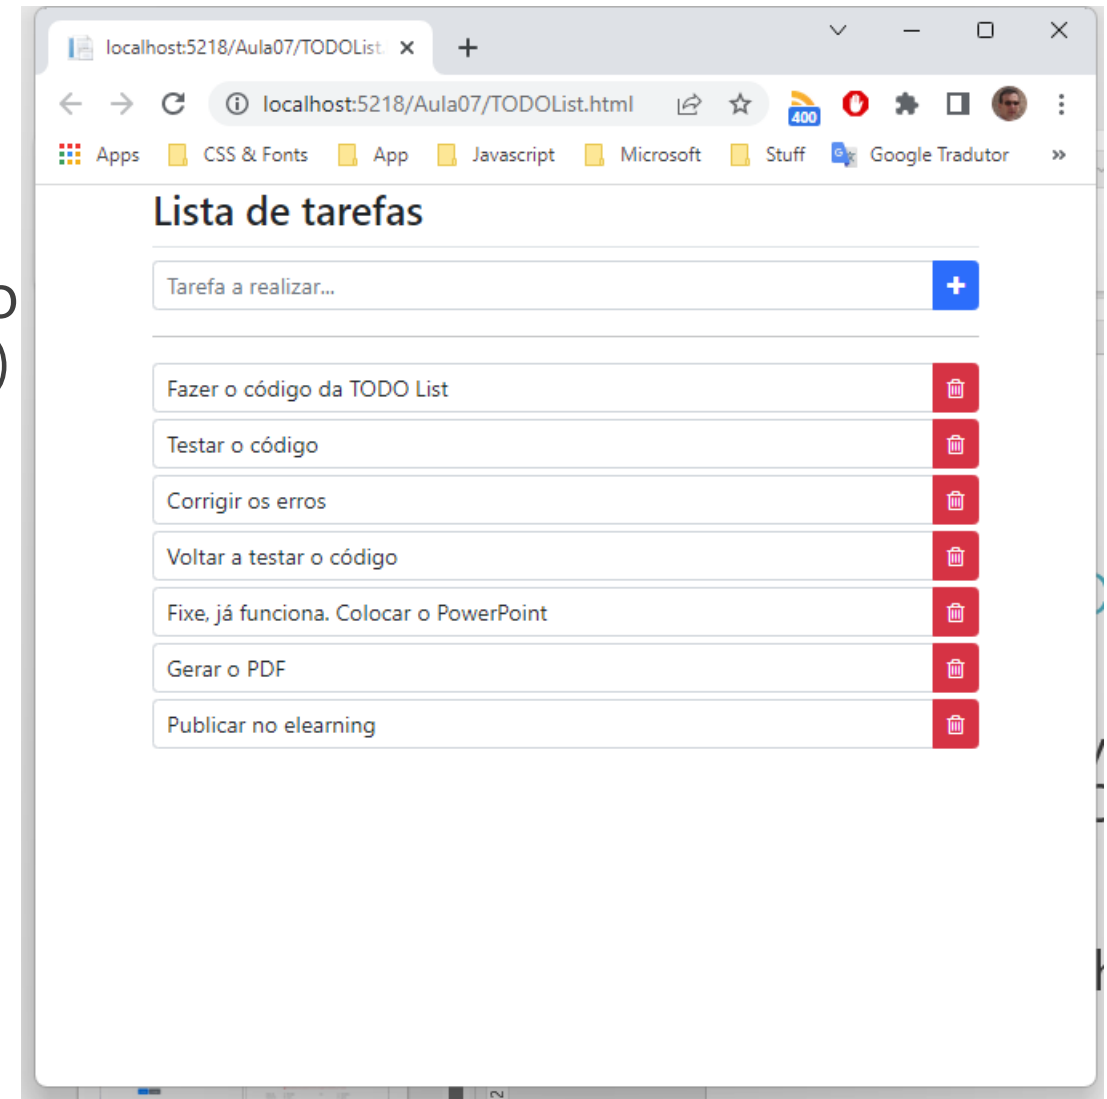 localhost:5218/Aula07/TODOList.
localhost:5218/Aula07/TODOList.html
400
Apps CSS & Fonts App Javascript Microsoft Stuff Google Tradutor »
Lista de tarefas
Tarefa a realizar...
Fazer o código da TODO List
Testar o código
Corrigir os erros
Voltar a testar o código
Fixe, já funciona. Colocar o PowerPoint
Gerar o PDF
Publicar no elearning
o
)
2